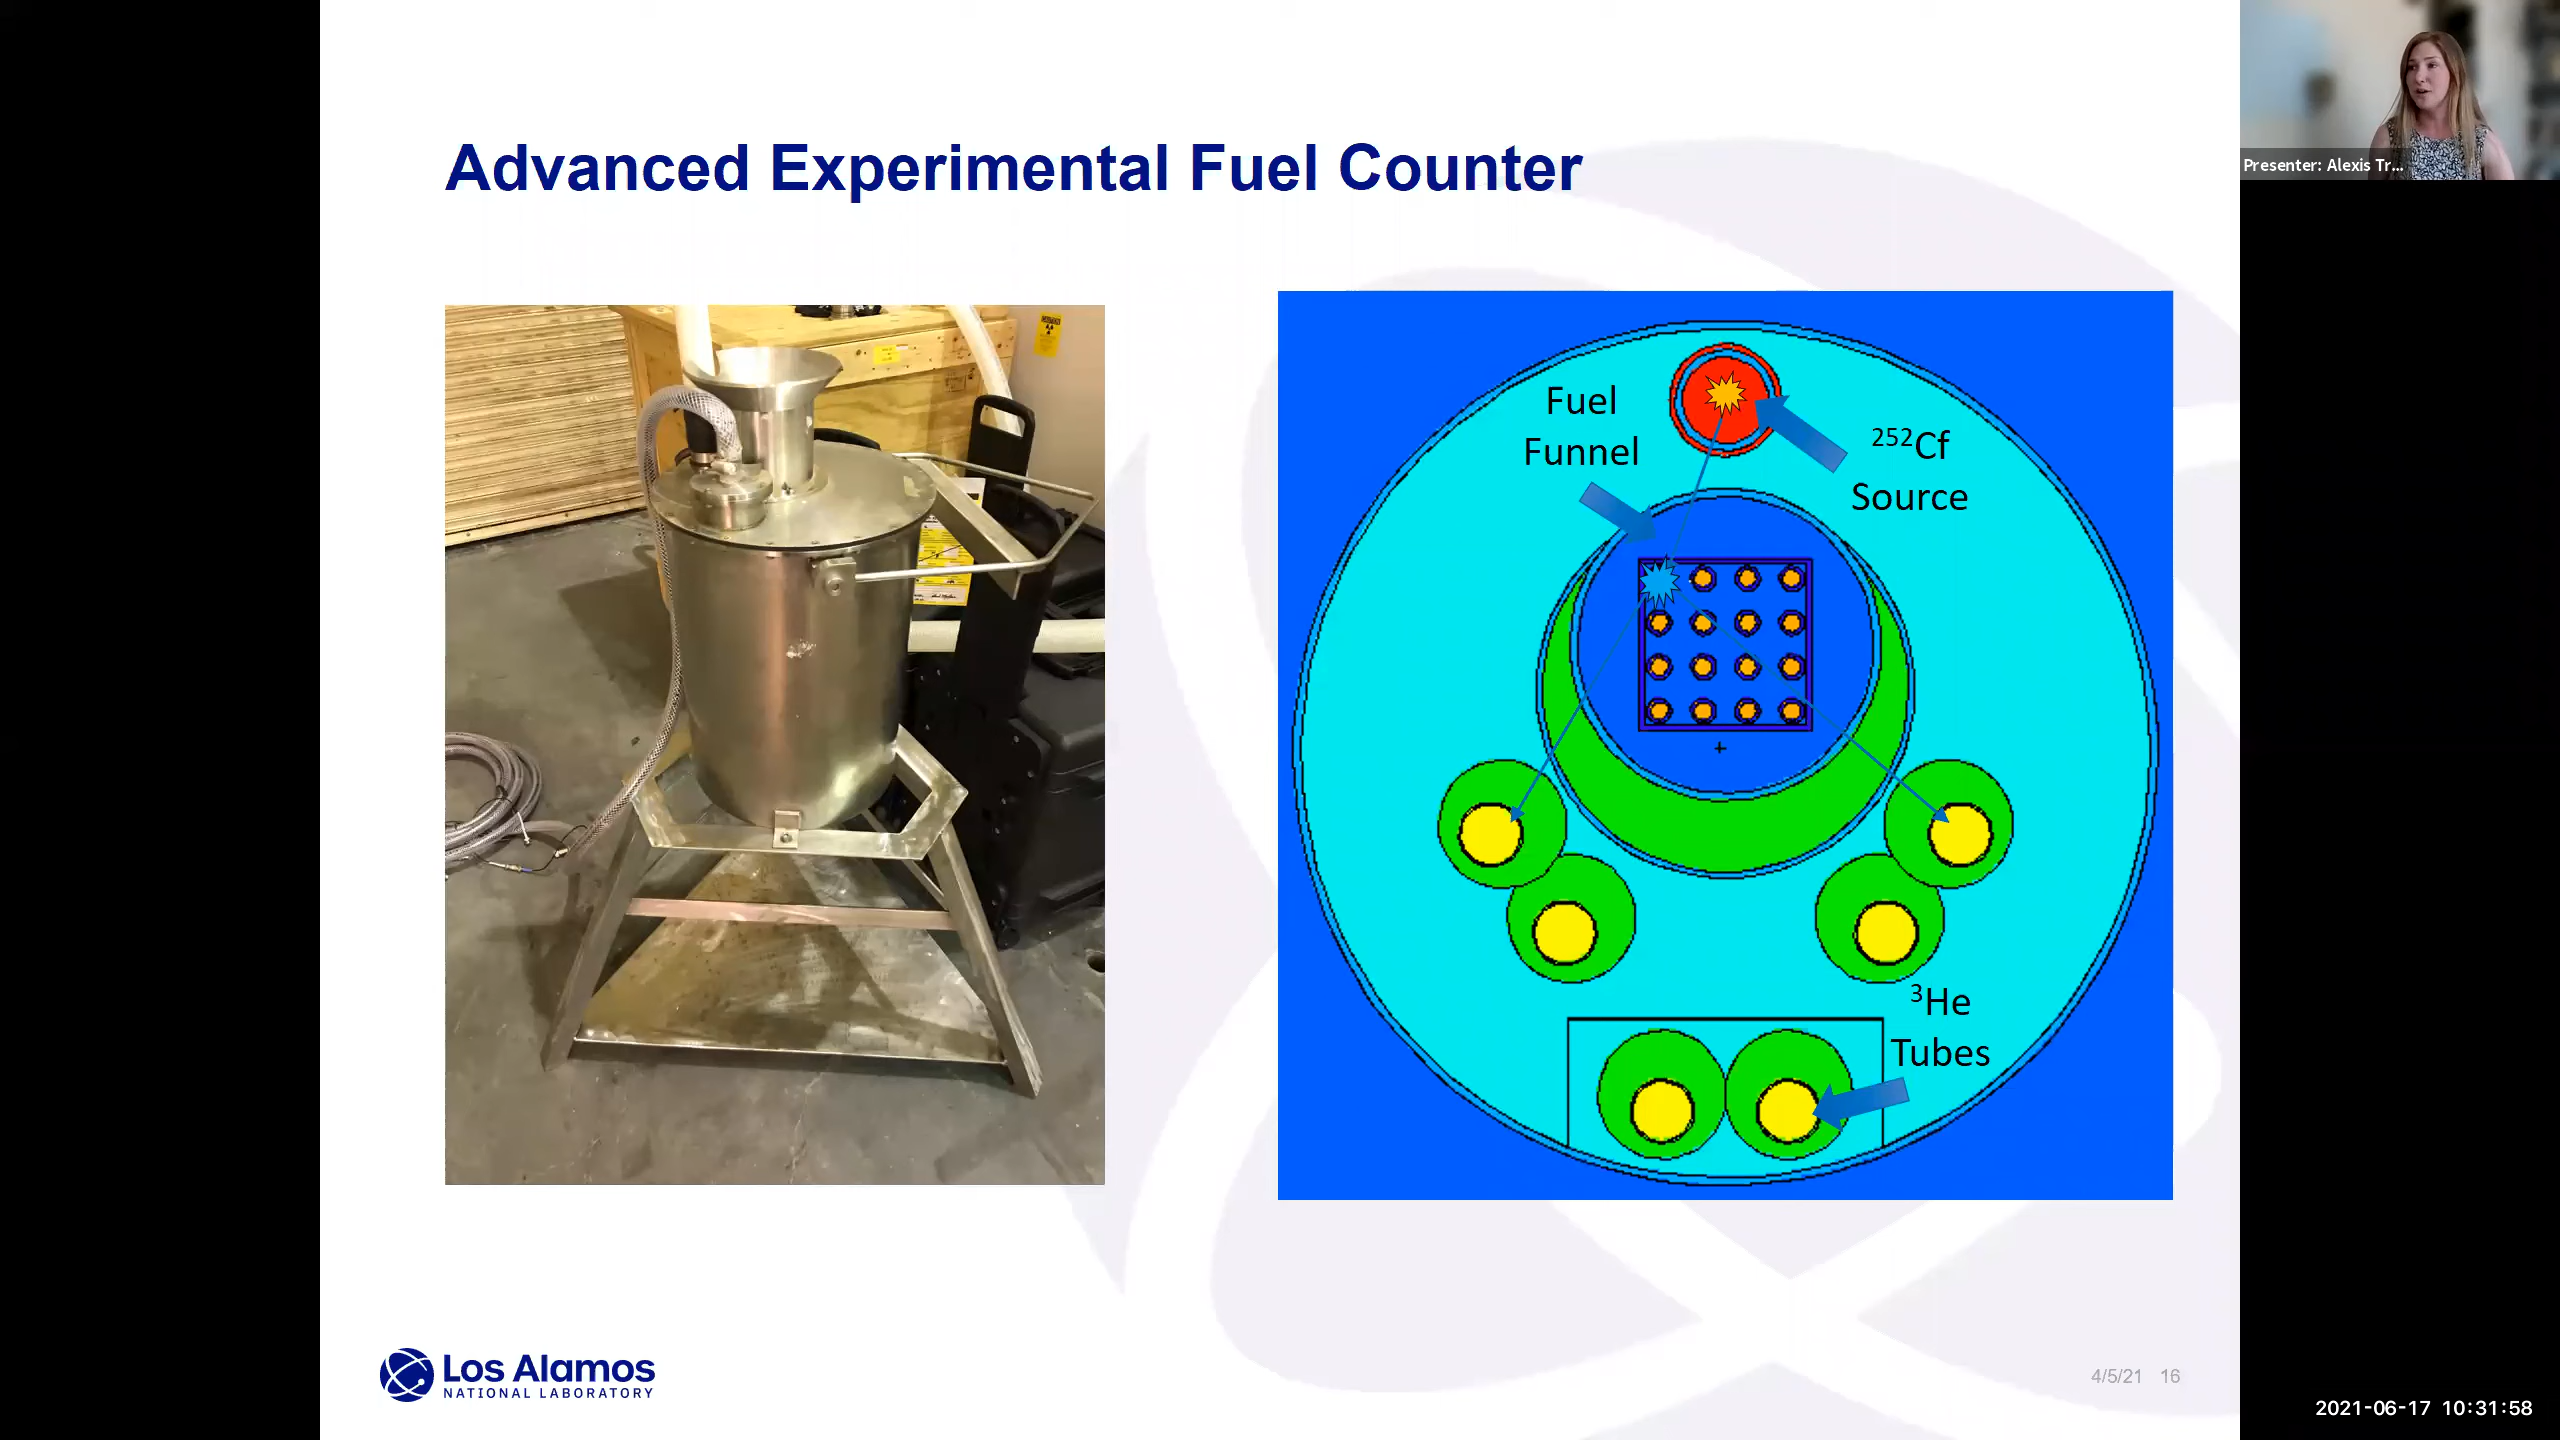 Advanced Experimental Fuel Counter
Presenter: Alexis Tr...
Fuel
Funnel
252Cf
Source
3He
Tubes
Los Alamos
NATIONAL LABORATORY
4/5/21 16
2021-06-17 10:31:58